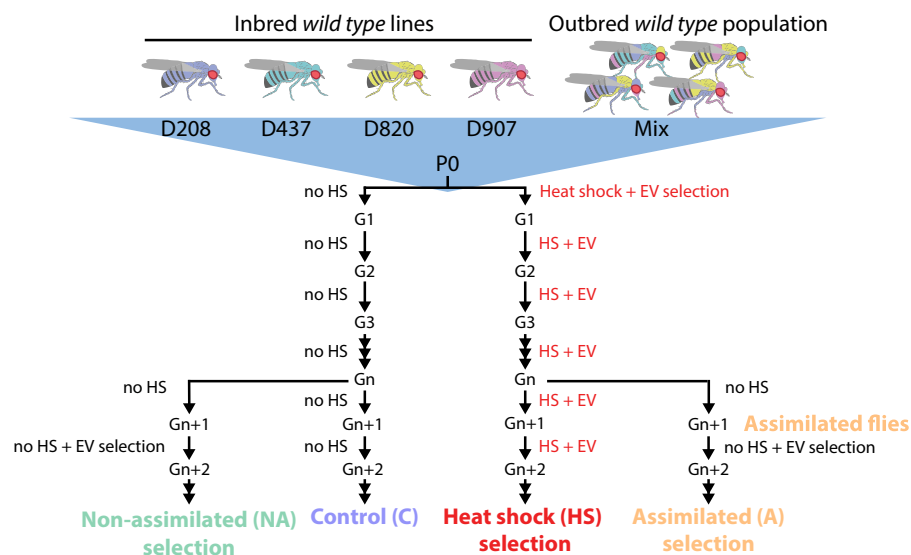 Inbred wild type lines
Outbred wild type population
D208
D437
D820
D907
Mix
P0
no HS
Heat shock + EV selection
G1
G1
no HS
HS + EV
G2
G2
no HS
HS + EV
G3
G3
no HS
HS + EV
Gn
Gn
no HS
no HS
HS + EV
no HS
Gn+1
Gn+1
Gn+1
Gn+1
Assimilated flies
no HS + EV selection
no HS
HS + EV
no HS + EV selection
Gn+2
Gn+2
Gn+2
Gn+2
Non-assimilated (NA)
selection
Control (C)
Heat shock (HS)
selection
Assimilated (A)
selection